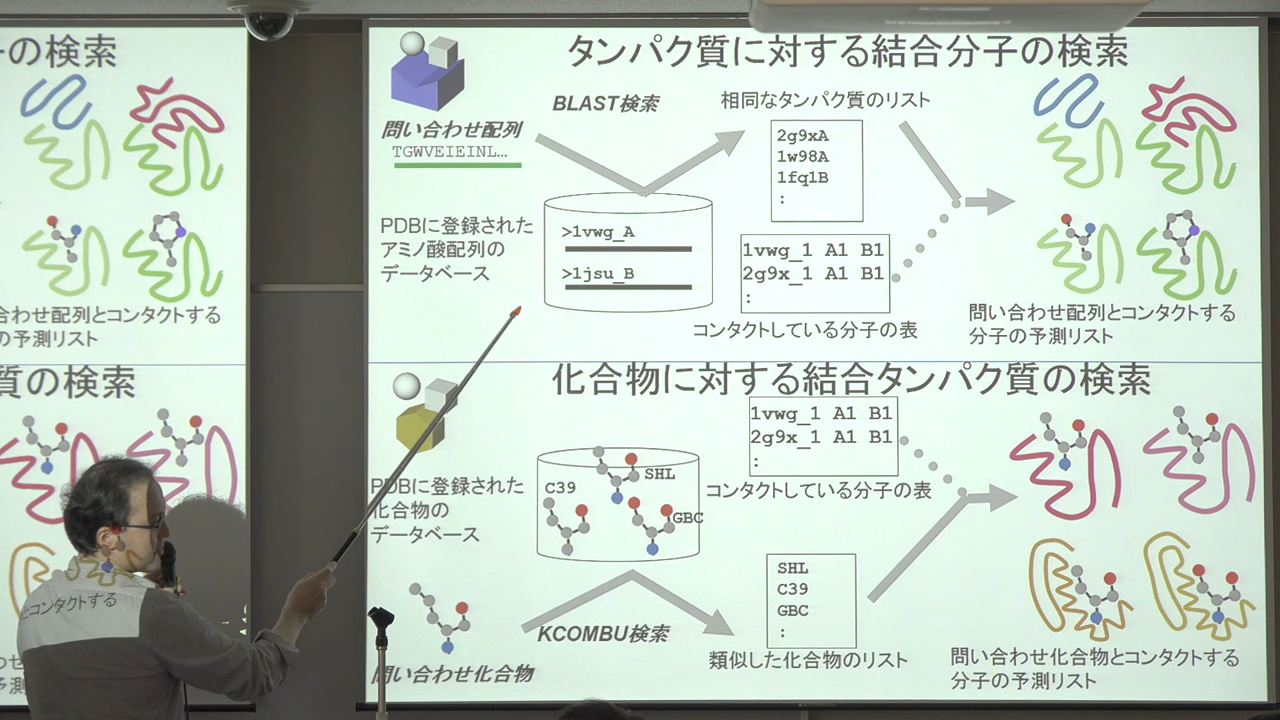 ーの検索
合わせ配列とコンタクトする
の予測リスト
質の検索
とコンタクトする
タンパク質に対する結合分子の検索
BLAST検索
相同なタンパク質のリスト
問い合わせ配列
TGWVEIEINL…
2g9xA
1w98A
1fq1B
:
PDBに登録された
アミノ酸配列の
データベース
>1vwg_A
>1jsu_B
1vwg_1 A1 B1
2g9x_1 A1 B1
:
コンタクトしている分子の表
問い合わせ配列とコンタクトする
分子の予測リスト
化合物に対する結合タンパク質の検索
1vwg_1 A1 B1
2g9x_1 A1 B1
:
コンタクトしている分子の表
PDBに登録された
化合物の
データベース
C39
SHL
GBC
SHL
C39
GBC
:
KCOMBU検索
類似した化合物のリスト
問い合わせ化合物
問い合わせ化合物とコンタクトする
分子の予測リスト